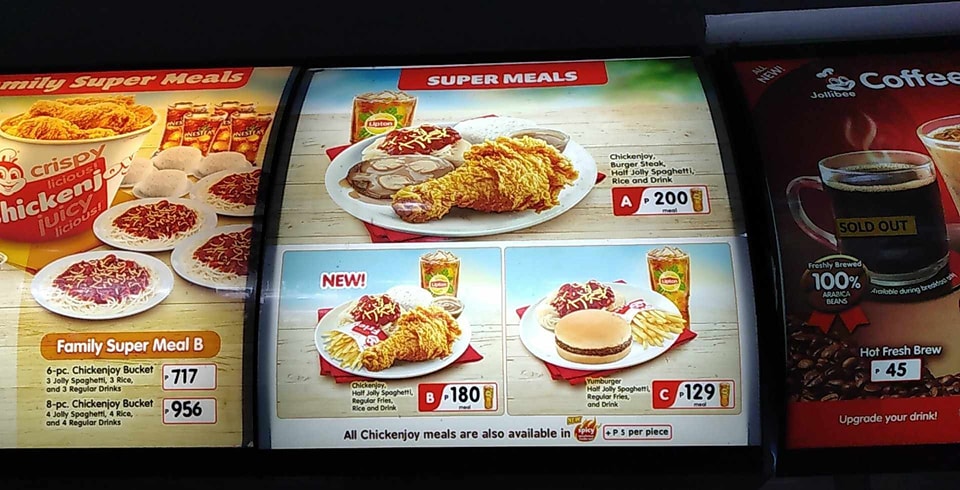 mily Super Meals
CRISPY
licious!
hickenj
JUICY
licious!
Family Super Meal B
6-pc. Chickenjoy Bucket
3 Jolly Spaghetti, 3 Rice,
and 3 Regular Drinks
₱717
8-pc. Chickenjoy Bucket
4 Jolly Spaghetti, 4 Rice,
and 4 Regular Drinks
₱956
SUPER MEALS
Lipton
Chickenjoy,
Burger Steak,
Half Jolly Spaghetti,
Rice and Drink
A ₱200
meal
NEW!
Lipton
Chickenjoy,
Half Jolly Spaghetti,
Regular Fries,
Rice and Drink
B ₱180
meal
Lipton
Yumburger
Half Jolly Spaghetti,
Regular Fries,
and Drink
C ₱129
meal
All Chickenjoy meals are also available in
spicy
+ ₱ 5 per piece
ALL
NEW!
Jollibee
Coffee
SOLD OUT
Freshly Brewed
100%
ARABICA
BEANS
Available during breakfast
Hot Fresh Brew
₱ 45
Upgrade your drink!